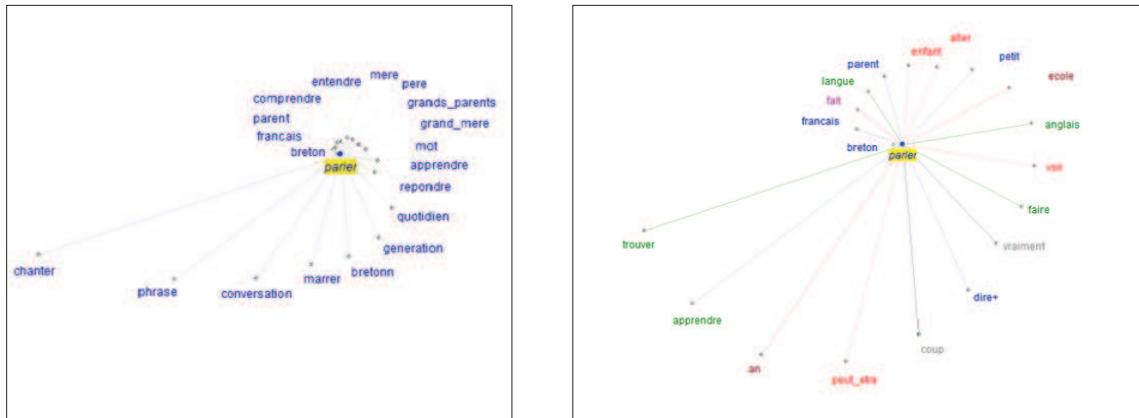 mere
entendre
pere
comprendre
grands_parents
parent
grand_mere
francais
mot
breton
parler
apprendre
repondre
quotidien
generation
chanter
phrase
conversation
marrer
bretonn
aller
enfant
petit
parent
langue
ecole
fait
francais
anglais
breton
parler
voir
faire
trouver
vraiment
dire+
apprendre
coup
an
peut_etre